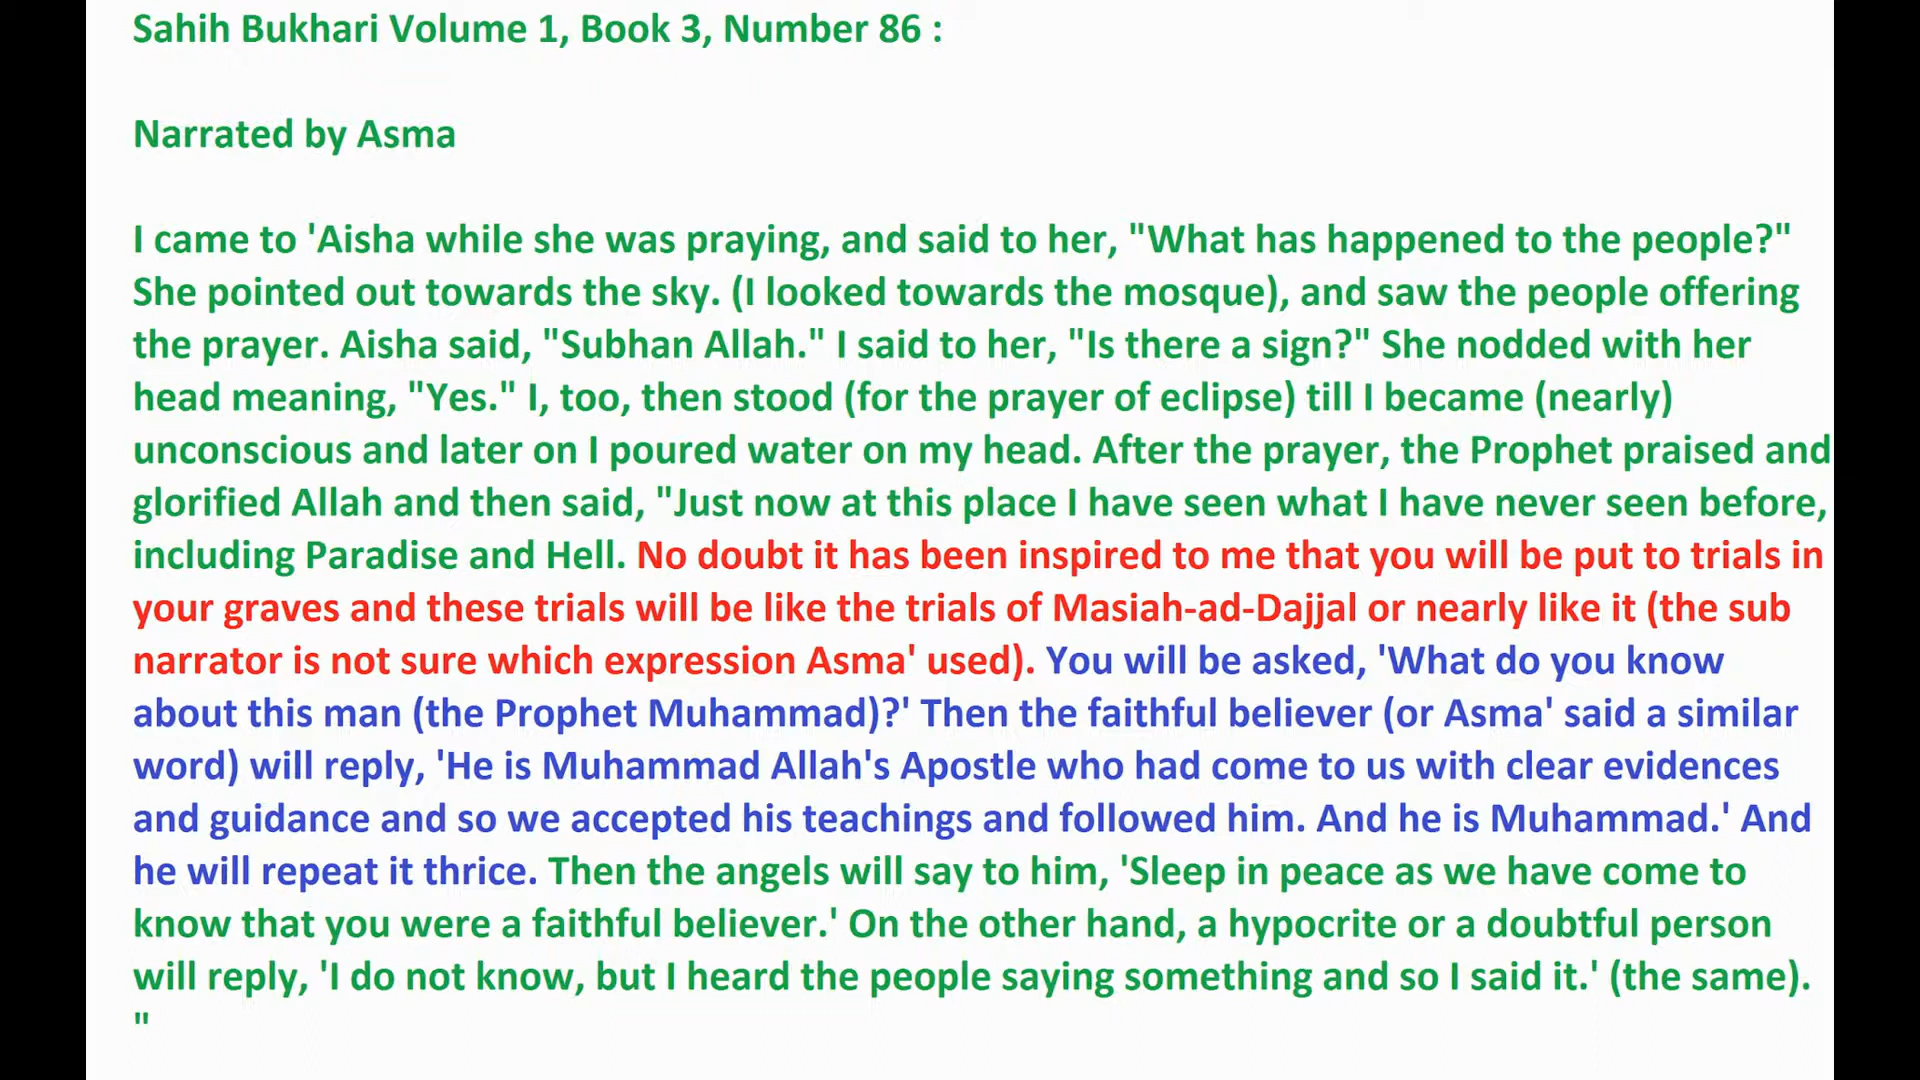 Sahih Bukhari Volume 1, Book 3, Number 86 :
Narrated by Asma
I came to 'Aisha while she was praying, and said to her, "What has happened to the people?"
She pointed out towards the sky. (I looked towards the mosque), and saw the people offering
the prayer. Aisha said, "Subhan Allah." I said to her, "Is there a sign?" She nodded with her
head meaning, "Yes." I, too, then stood (for the prayer of eclipse) till I became (nearly)
unconscious and later on I poured water on my head. After the prayer, the Prophet praised and
glorified Allah and then said, "Just now at this place I have seen what I have never seen before,
including Paradise and Hell. No doubt it has been inspired to me that you will be put to trials in
your graves and these trials will be like the trials of Masiah-ad-Dajjal or nearly like it (the sub
narrator is not sure which expression Asma' used). You will be asked, 'What do you know
about this man (the Prophet Muhammad)?' Then the faithful believer (or Asma' said a similar
word) will reply, 'He is Muhammad Allah's Apostle who had come to us with clear evidences
and guidance and so we accepted his teachings and followed him. And he is Muhammad.' And
he will repeat it thrice. Then the angels will say to him, 'Sleep in peace as we have come to
know that you were a faithful believer.' On the other hand, a hypocrite or a doubtful person
will reply, 'I do not know, but I heard the people saying something and so I said it.' (the same).
"